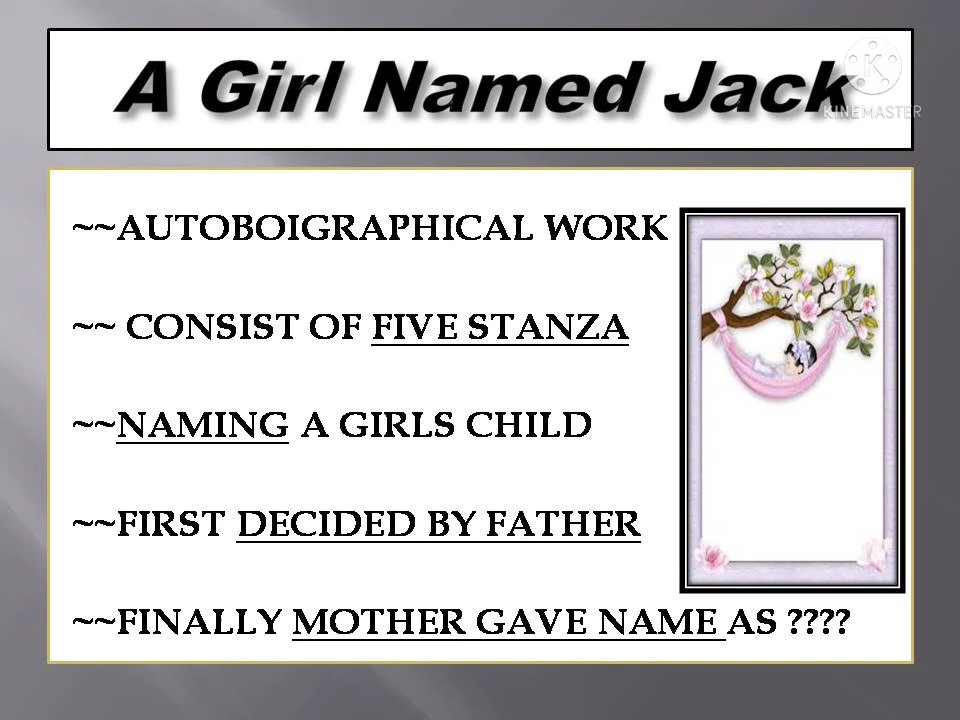 A Girl Named Jack
K
KINEMASTER
~~AUTOBOIGRAPHICAL WORK
~~ CONSIST OF FIVE STANZA
~~NAMING A GIRLS CHILD
~~FIRST DECIDED BY FATHER
~~FINALLY MOTHER GAVE NAME AS ????